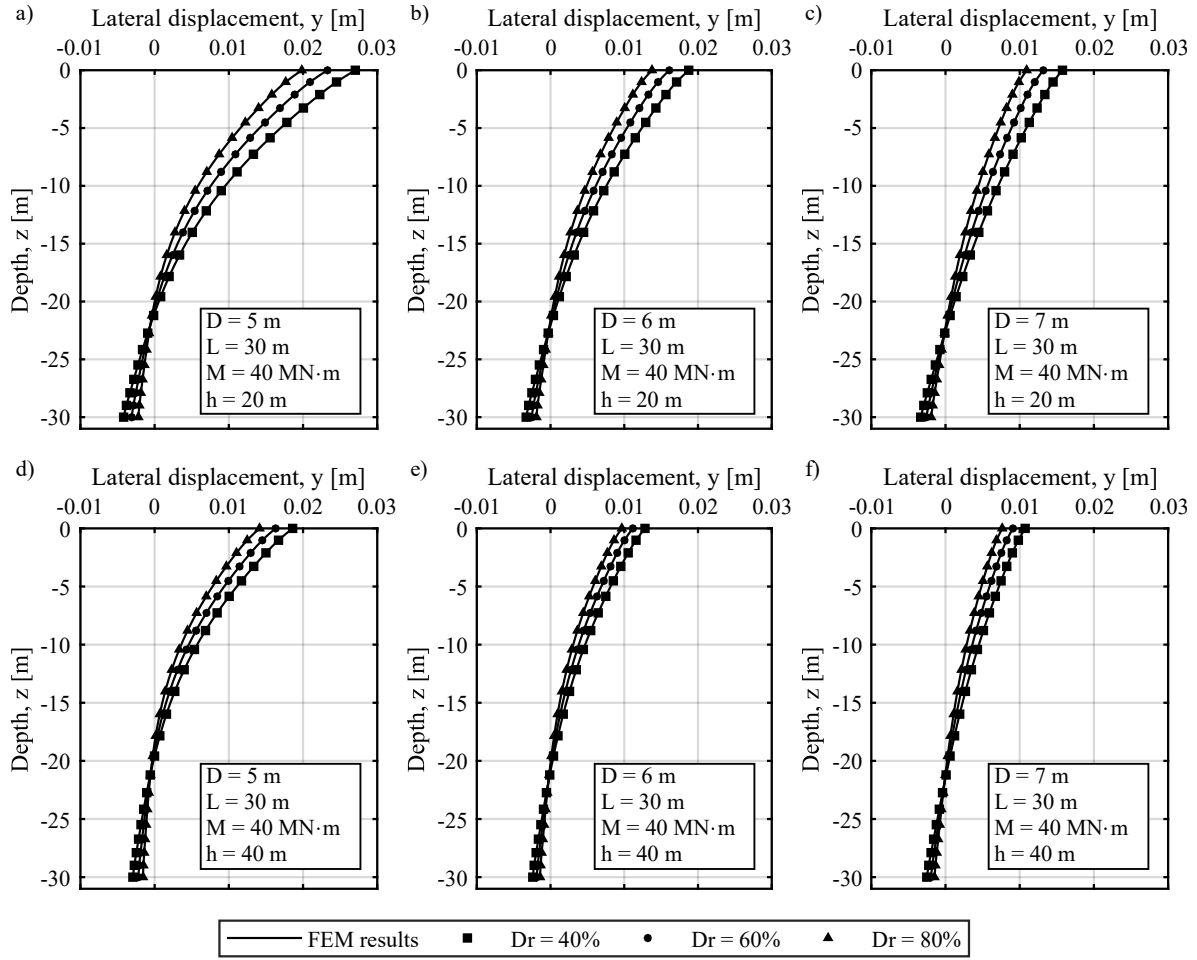 a)
Lateral displacement, y [m]
-0.01 0 0.01 0.02 0.03
0
-5
-10
-15
-20
-25
-30
Depth, z [m]
D = 5 m
L = 30 m
M = 40 MN·m
h = 20 m
b)
Lateral displacement, y [m]
-0.01 0 0.01 0.02 0.03
0
-5
-10
-15
-20
-25
-30
Depth, z [m]
D = 6 m
L = 30 m
M = 40 MN·m
h = 20 m
c)
Lateral displacement, y [m]
-0.01 0 0.01 0.02 0.03
0
-5
-10
-15
-20
-25
-30
Depth, z [m]
D = 7 m
L = 30 m
M = 40 MN·m
h = 20 m
d)
Lateral displacement, y [m]
-0.01 0 0.01 0.02 0.03
0
-5
-10
-15
-20
-25
-30
Depth, z [m]
D = 5 m
L = 30 m
M = 40 MN·m
h = 40 m
e)
Lateral displacement, y [m]
-0.01 0 0.01 0.02 0.03
0
-5
-10
-15
-20
-25
-30
Depth, z [m]
D = 6 m
L = 30 m
M = 40 MN·m
h = 40 m
f)
Lateral displacement, y [m]
-0.01 0 0.01 0.02 0.03
0
-5
-10
-15
-20
-25
-30
Depth, z [m]
D = 7 m
L = 30 m
M = 40 MN·m
h = 40 m
FEM results Dr = 40% Dr = 60% Dr = 80%